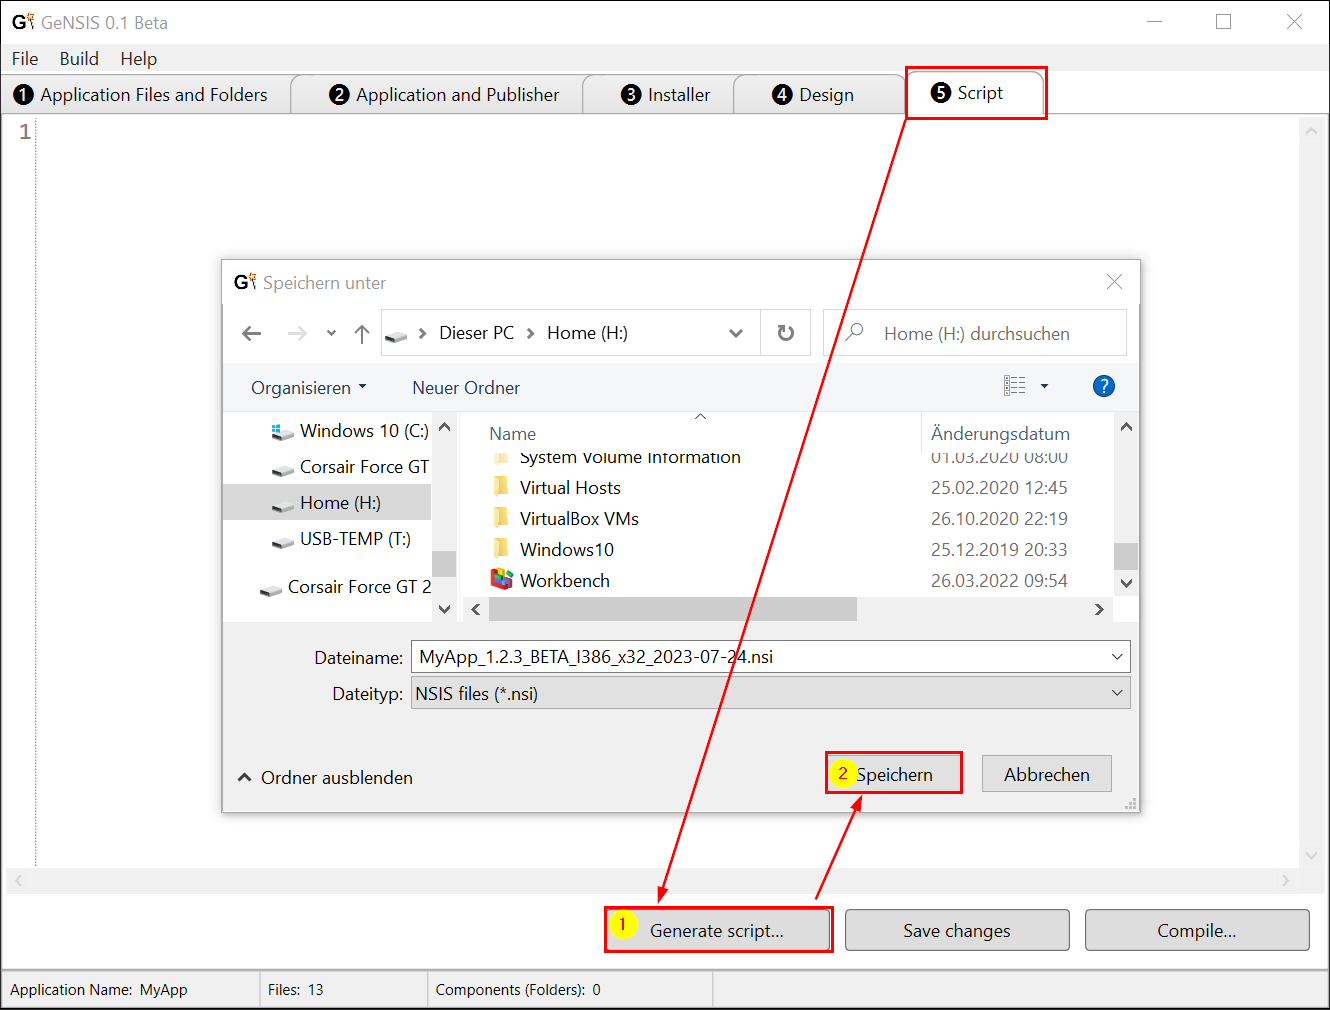 G GeNSIS 0.1 Beta
File Build Help
1 Application Files and Folders 2 Application and Publisher 3 Installer 4 Design 5 Script
1
G Speichern unter
Dieser PC Home (H:) Home (H:) durchsuchen
Organisieren Neuer Ordner ?
Name Änderungsdatum
Windows 10 (C:)
Corsair Force GT
Home (H:)
USB-TEMP (T:)
Corsair Force GT 2
System Volume Information 01.03.2020 08:00
Virtual Hosts 25.02.2020 12:45
VirtualBox VMs 26.10.2020 22:19
Windows10 25.12.2019 20:33
Workbench 26.03.2022 09:54
Dateiname: MyApp_1.2.3_BETA_I386_x32_2023-07-24.nsi
Dateityp: NSIS files (*.nsi)
Ordner ausblenden 2 Speichern Abbrechen
1 Generate script... Save changes Compile...
Application Name: MyApp Files: 13 Components (Folders): 0